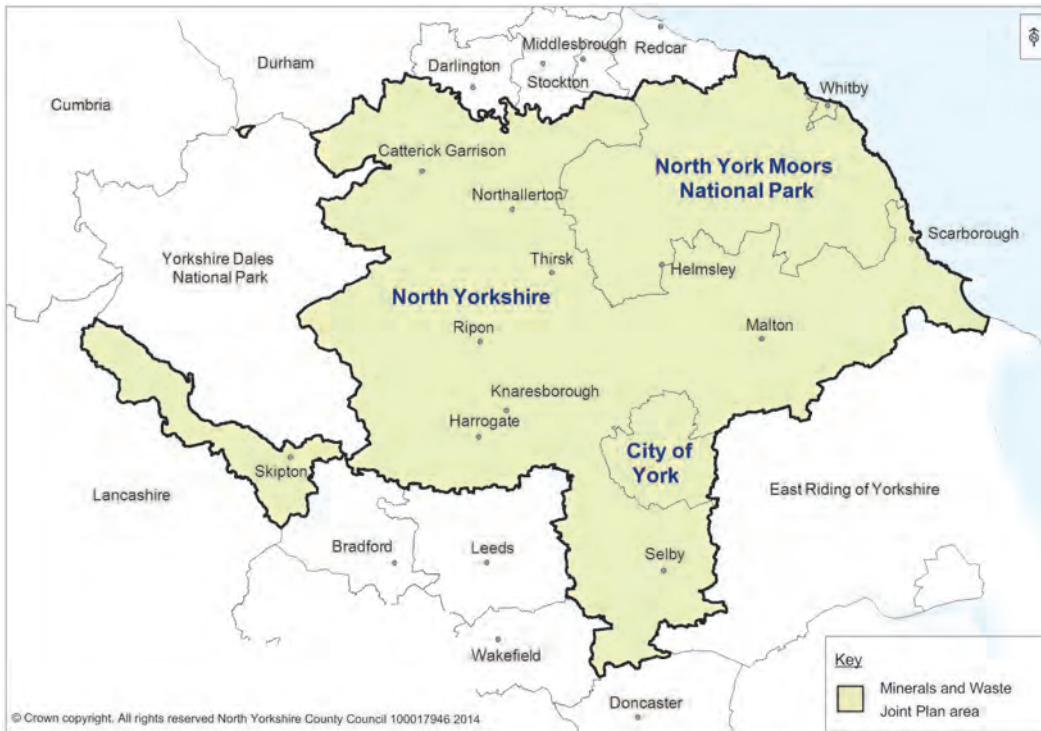 Middlesbrough
Redcar
Durham
Darlington
Stockton
Cumbria
Whitby
Catterick Garrison
North York Moors
National Park
Northallerton
Scarborough
Yorkshire Dales
National Park
Thirsk
Helmsley
North Yorkshire
Ripon
Malton
Knaresborough
Harrogate
City of
York
Skipton
Lancashire
East Riding of Yorkshire
Bradford
Leeds
Selby
Wakefield
Doncaster
Key
Minerals and Waste
Joint Plan area
© Crown copyright. All rights reserved North Yorkshire County Council 100017946 2014